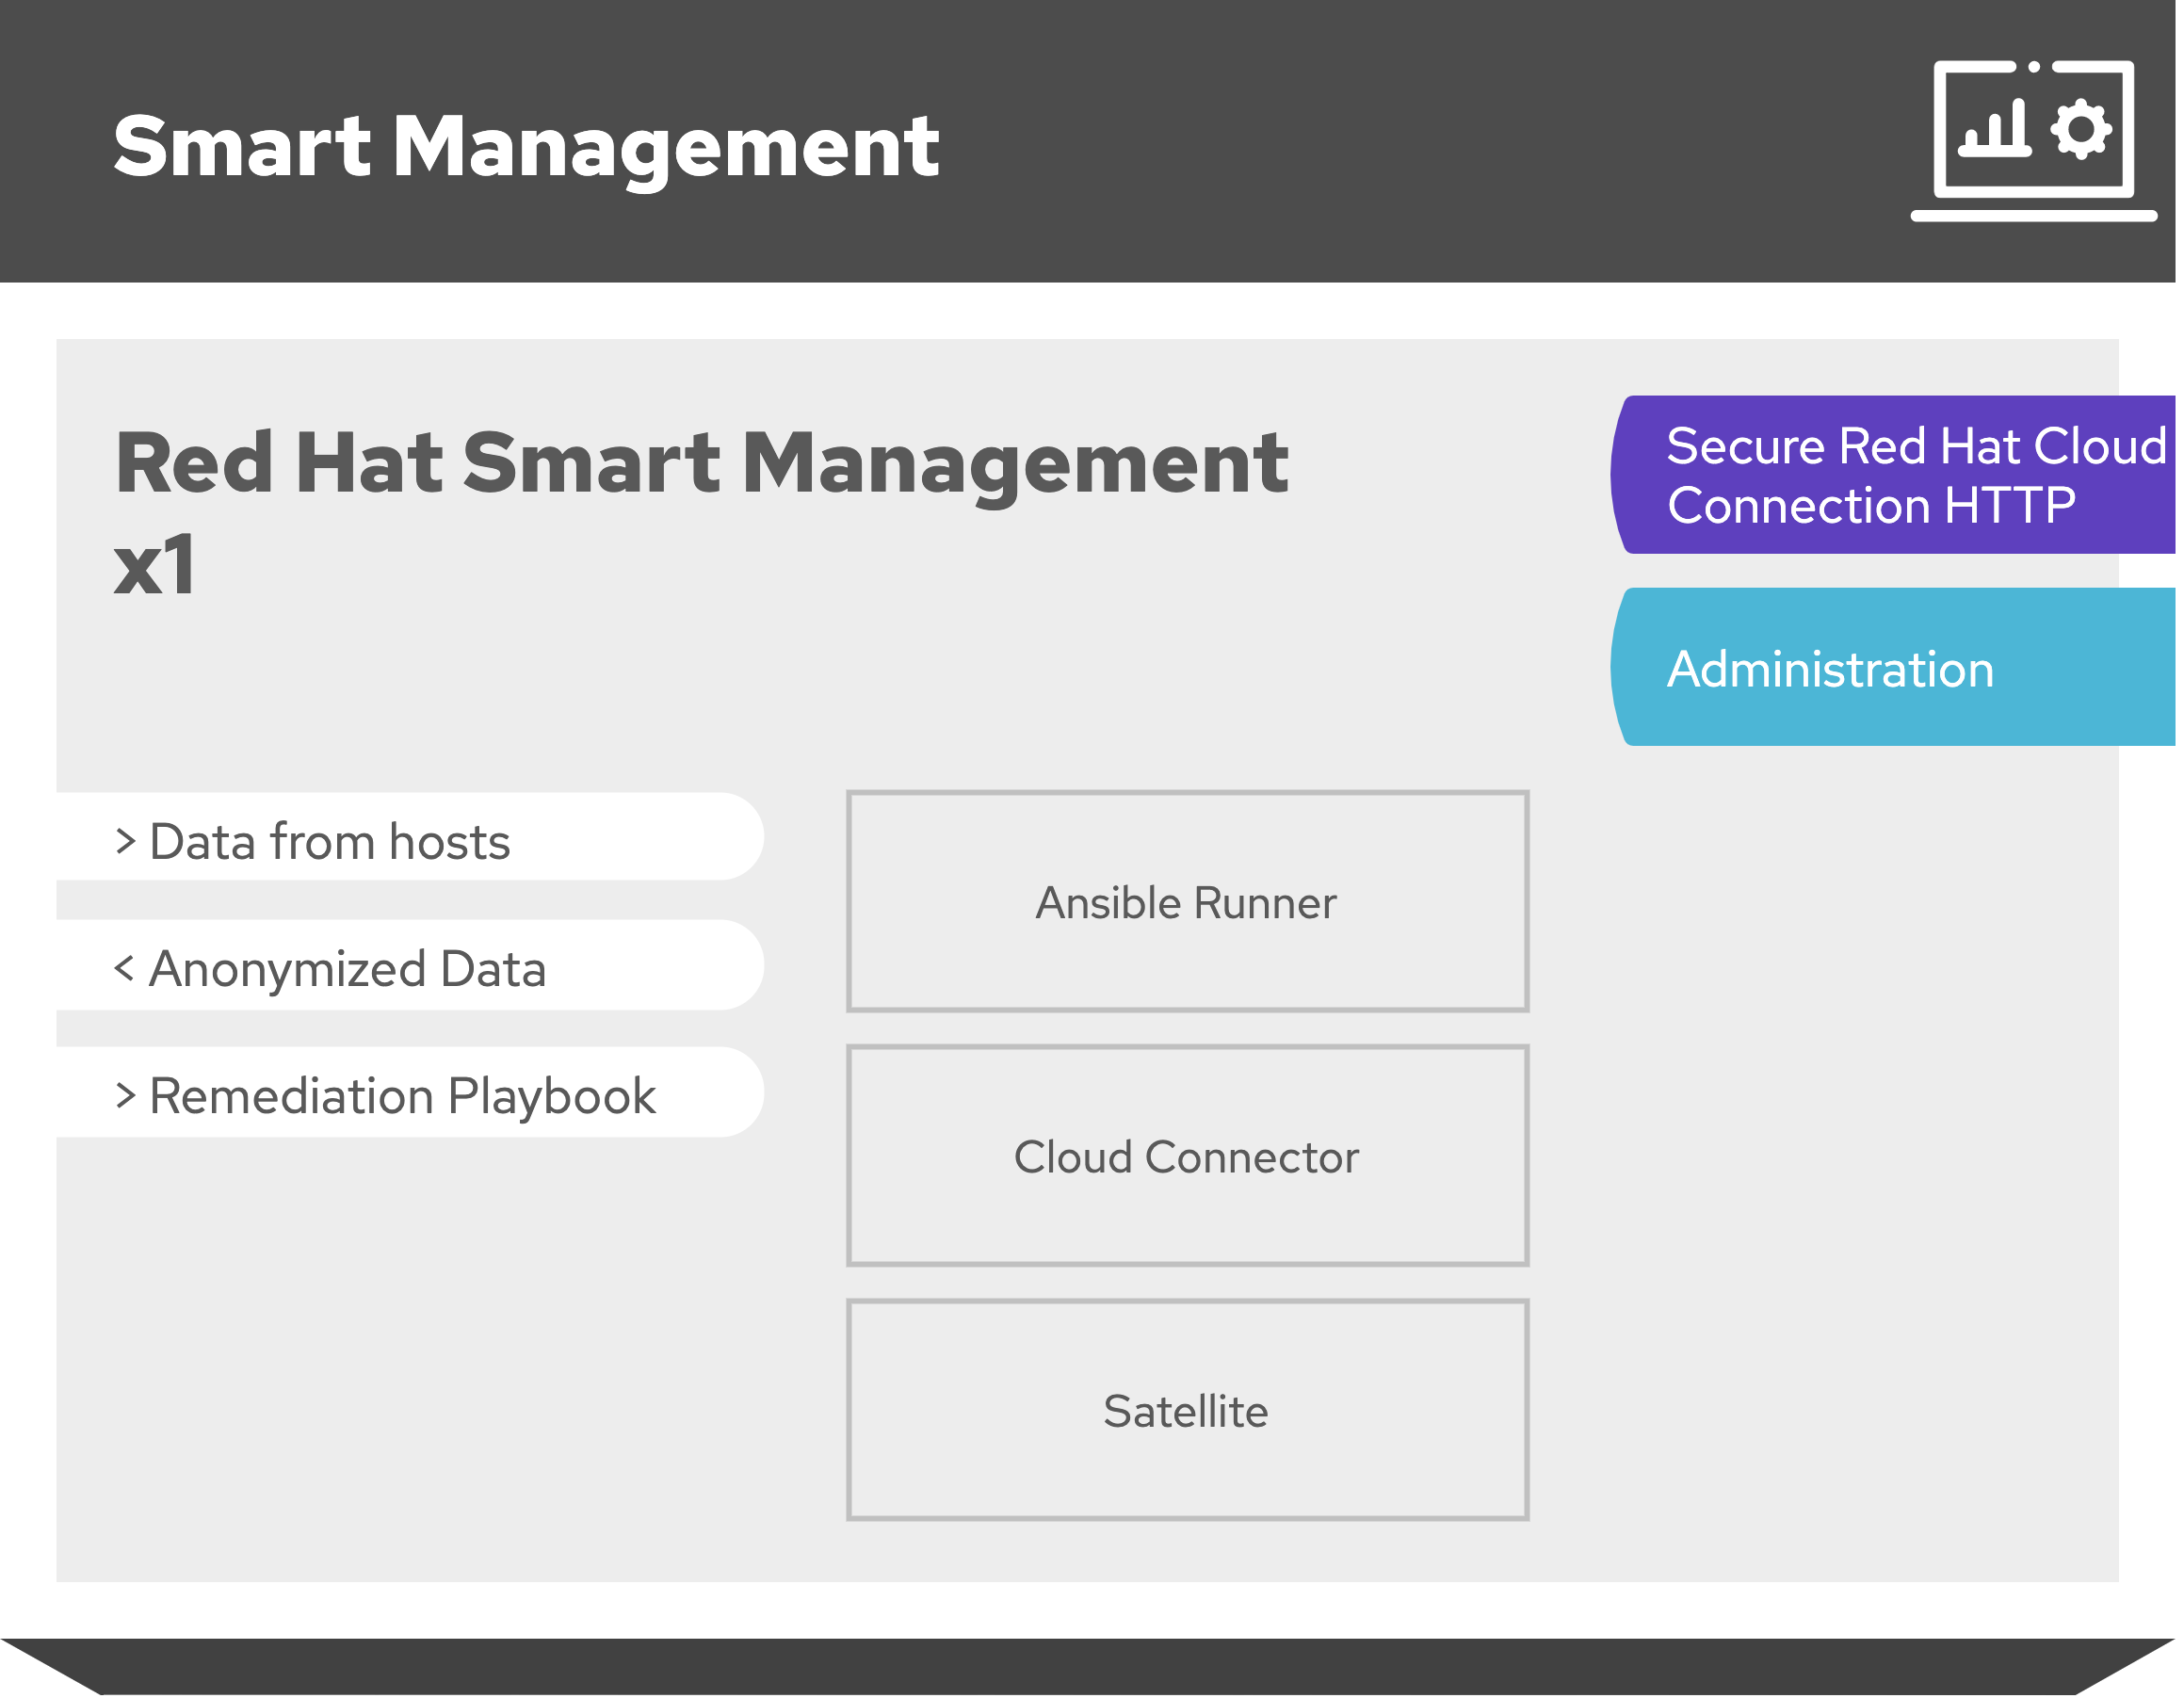 Smart Management
Red Hat Smart Management
x1
Secure Red Hat Cloud
Connection HTTP
Administration
> Data from hosts
< Anonymized Data
> Remediation Playbook
Ansible Runner
Cloud Connector
Satellite